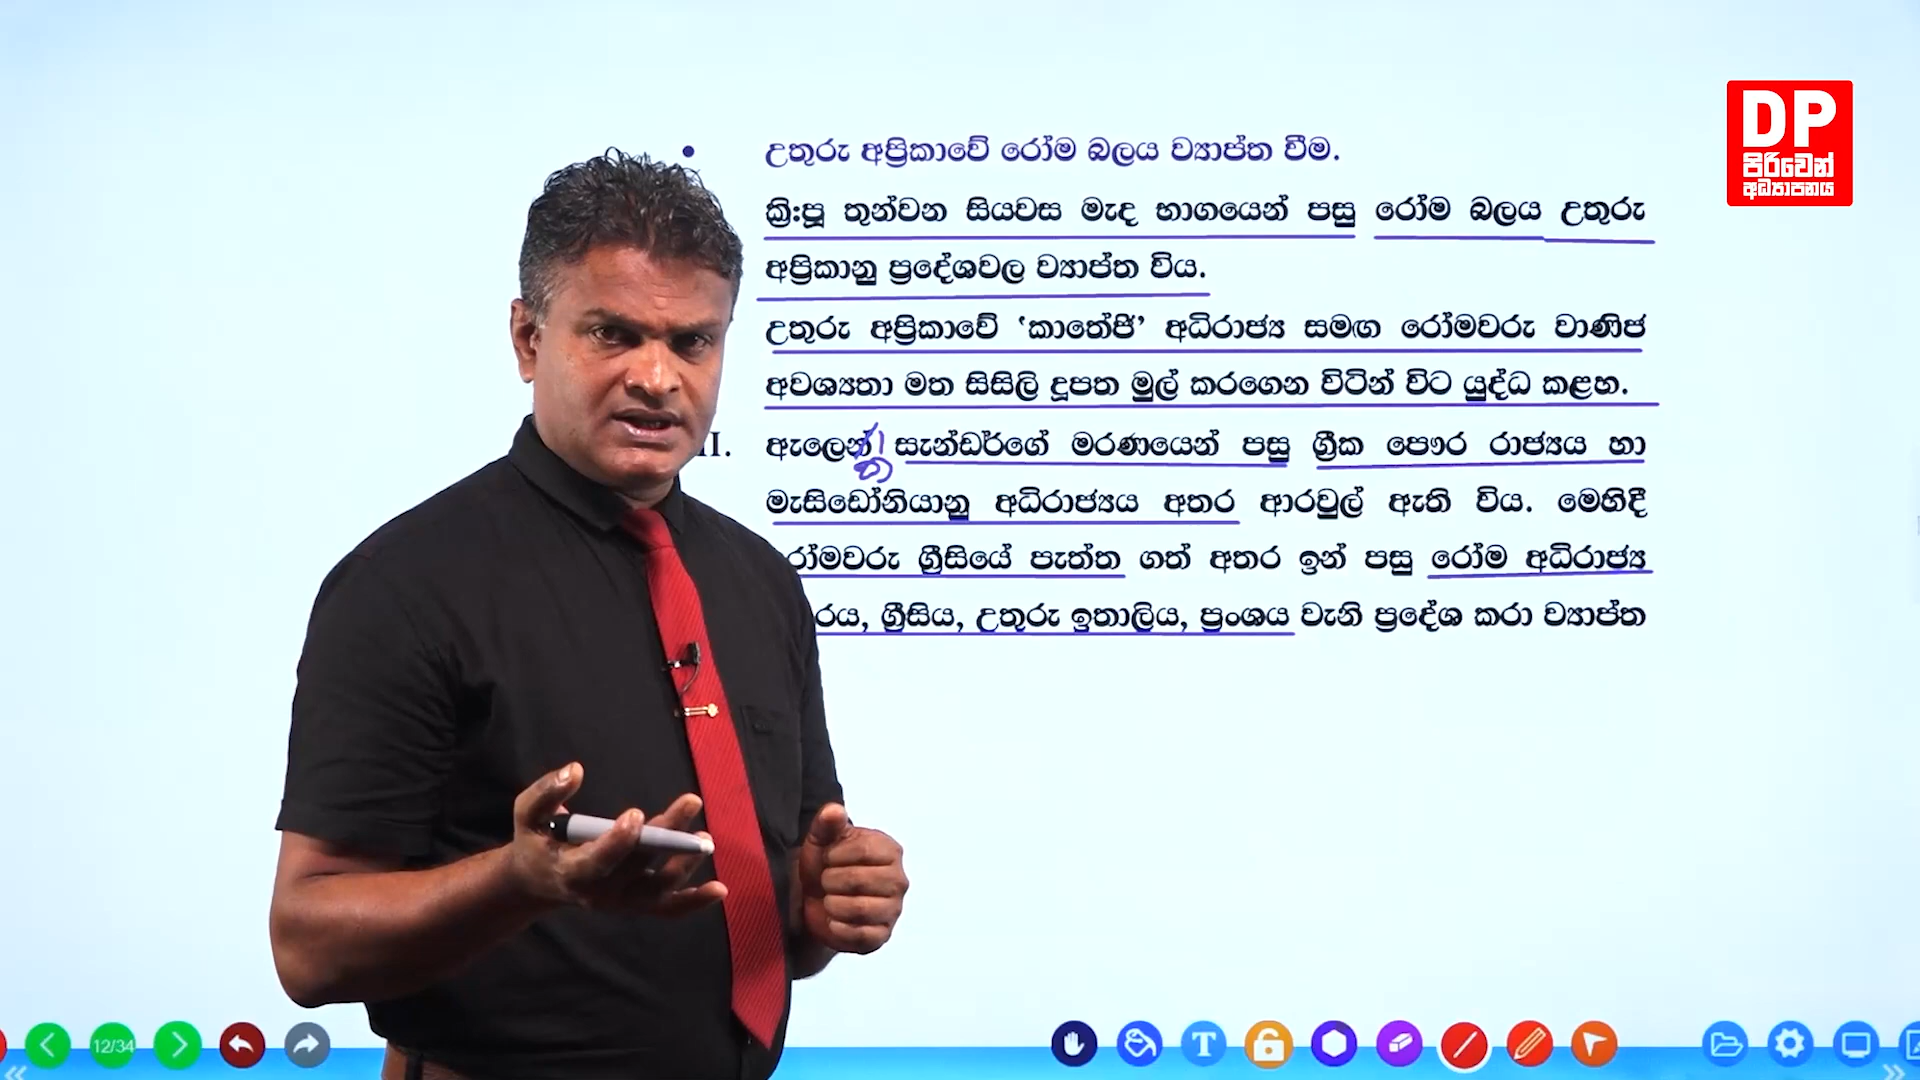 DP
පිරිවෙන්
අධ්‍යාපනය
• උතුරු අප්‍රිකාවේ රෝම බලය ව්‍යාප්ත වීම.
ක්‍රි:පූ තුන්වන සියවස මැද භාගයෙන් පසු රෝම බලය උතුරු
අප්‍රිකානු ප්‍රදේශවල ව්‍යාප්ත විය.
උතුරු අප්‍රිකාවේ ‘කාතේජ්’ අධිරාජ්‍ය සමඟ රෝමවරු වාණිජ
අවශ්‍යතා මත සිසිලි දූපත මුල් කරගෙන විටින් විට යුද්ධ කළහ.
ඇලෙන් සැන්ඩර්ගේ මරණයෙන් පසු ග්‍රීක පෞර රාජ්‍යය හා
මැසිඩෝනියානු අධිරාජ්‍යය අතර ආරවුල් ඇති විය. මෙහිදී
රෝමවරු ග්‍රීසියේ පැත්ත ගත් අතර ඉන් පසු රෝම අධිරාජ්‍ය
ග්‍රීසිය, උතුරු ඉතාලිය, ප්‍රංශය වැනි ප්‍රදේශ කරා ව්‍යාප්ත
12/34